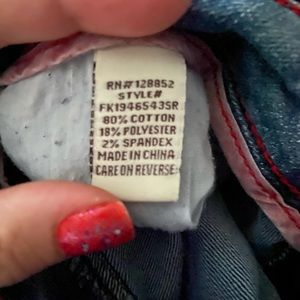 RN# 128852
STYLE#
FK1946543SR
80% COTTON
18% POLYESTER
2% SPANDEX
MADE IN CHINA
CARE ON REVERSE